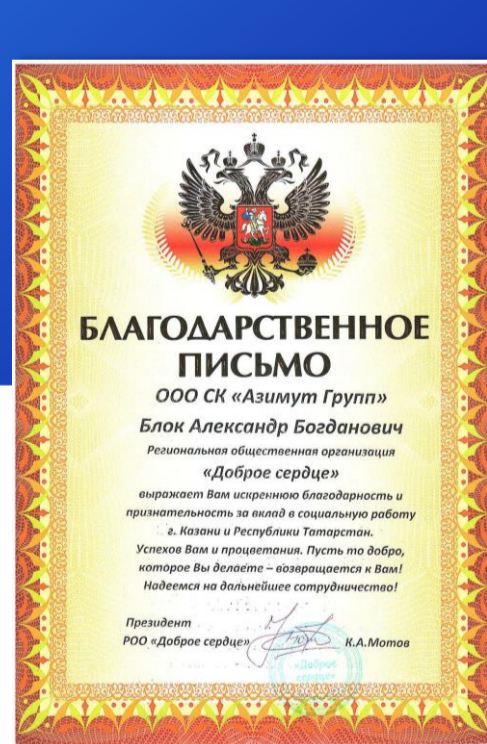 БЛАГОДАРСТВЕННОЕ
ПИСЬМО
ООО СК «Азимут Групп»
Блок Александр Богданович
Региональная общественная организация
«Доброе сердце»
выражает Вам искреннюю благодарность и
признательность за вклад в социальную работу
г. Казани и Республики Татарстан.
Успехов Вам и процветания. Пусть то добро,
которое Вы делаете – возвращается к Вам!
Надеемся на дальнейшее сотрудничество!
Президент
РОО «Доброе сердце» К.А.Мотов
«Доброе
сердце»